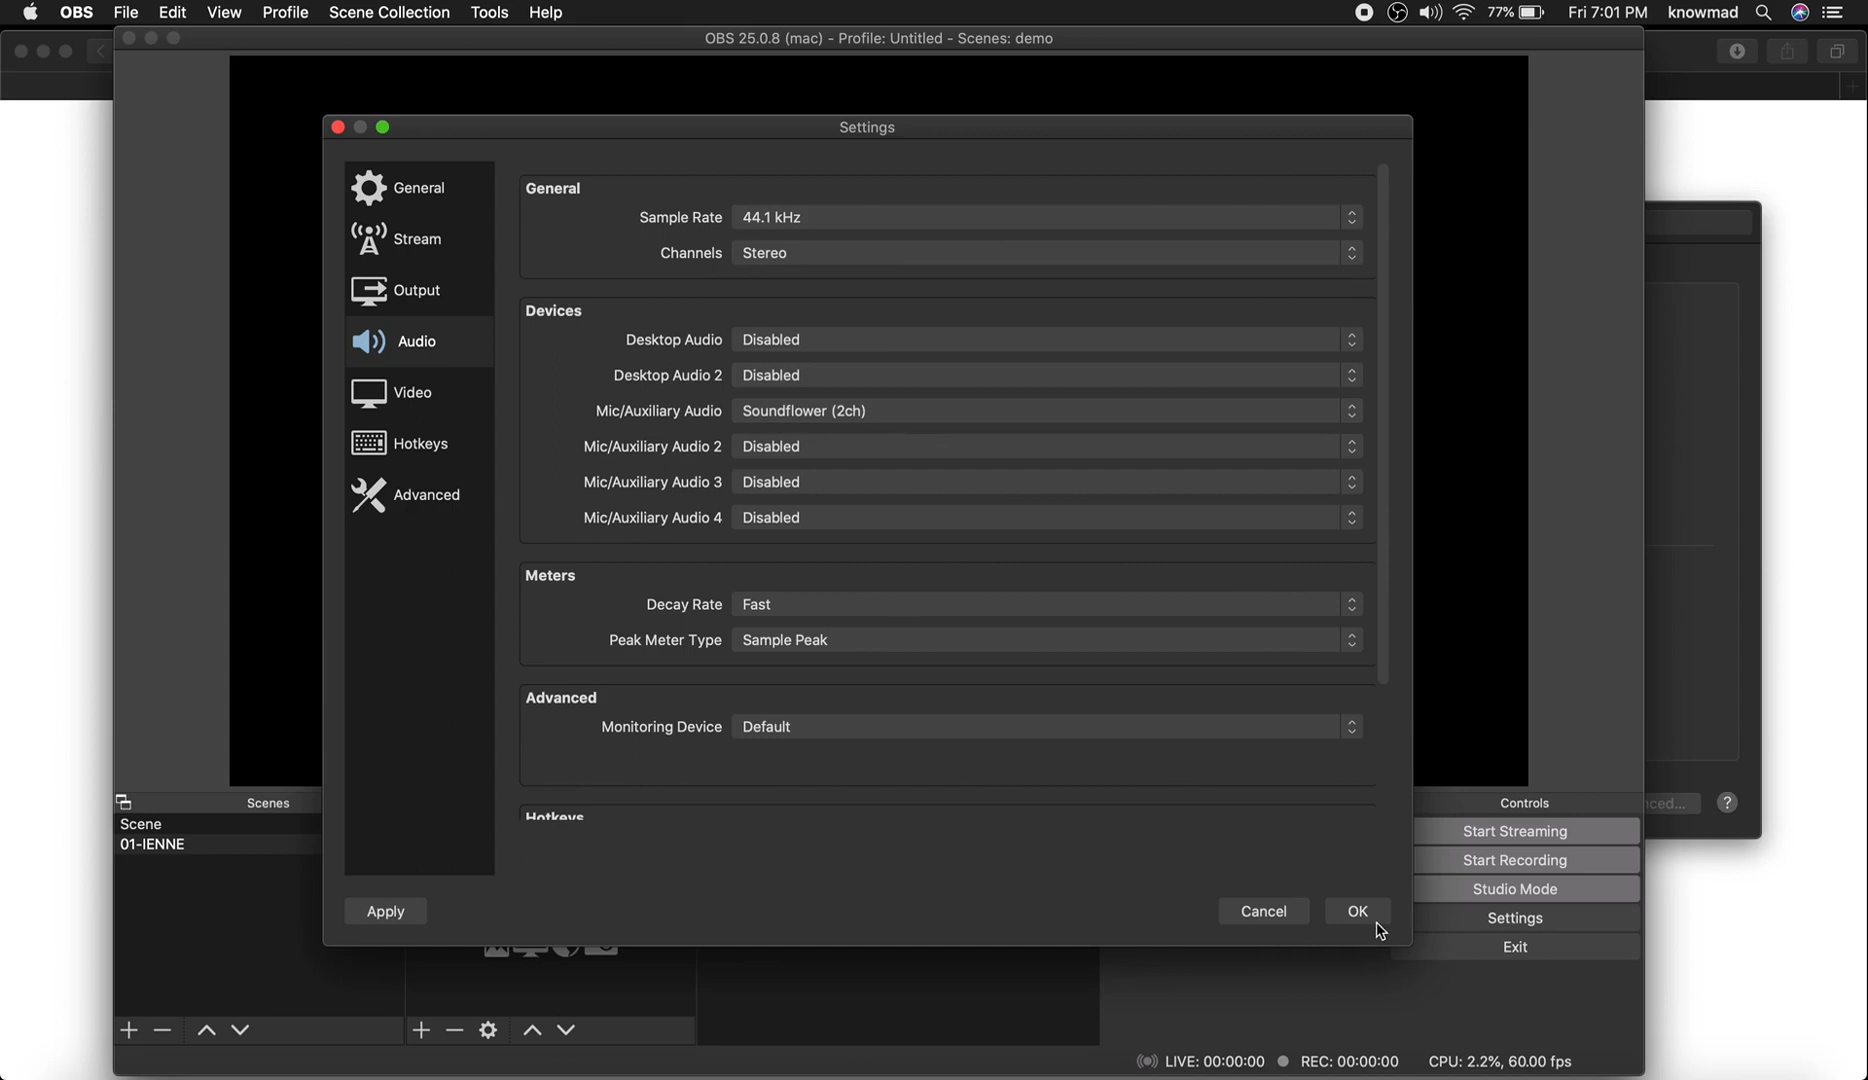 OBS File Edit View Profile Scene Collection Tools Help 77% Fri 7:01 PM knowmad
OBS 25.0.8 (mac) - Profile: Untitled - Scenes: demo
Settings
General
Stream
Output
Audio
Video
Hotkeys
Advanced
General
Sample Rate 44.1 kHz
Channels Stereo
Devices
Desktop Audio Disabled
Desktop Audio 2 Disabled
Mic/Auxiliary Audio Soundflower (2ch)
Mic/Auxiliary Audio 2 Disabled
Mic/Auxiliary Audio 3 Disabled
Mic/Auxiliary Audio 4 Disabled
Meters
Decay Rate Fast
Peak Meter Type Sample Peak
Advanced
Monitoring Device Default
Hotkeys
Apply Cancel OK
Scenes
Scene
01-IENNE
Controls
Start Streaming
Start Recording
Studio Mode
Settings
Exit
?
LIVE: 00:00:00 REC: 00:00:00 CPU: 2.2%, 60.00 fps